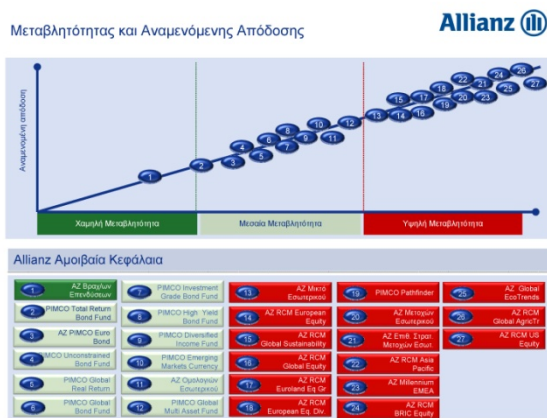 Μεταβλητότητας και Αναμενόμενης Απόδοσης
Allianz
Αναμενόμενη απόδοση
1 2 3 4 5 6 7 8 9 10 11 12 13 14 15 16 17 18 19 20 21 22 23 24 25 26 27
Χαμηλή Μεταβλητότητα
Μεσαία Μεταβλητότητα
Υψηλή Μεταβλητότητα
Allianz Αμοιβαία Κεφάλαια
1 ΑΖ Βραχ/ων
Επενδύσεων
2 PIMCO Total Return
Bond Fund
3 AZ PIMCO Euro
Bond
4 PIMCO Unconstrained
Bond Fund
5 PIMCO Global
Real Return
6 PIMCO Global
Bond Fund
7 PIMCO Investment
Grade Bond Fund
8 PIMCO High Yield
Bond Fund
9 PIMCO Diversified
Income Fund
10 PIMCO Emerging
Markets Currency
11 ΑΖ Ομολογιών
Εσωτερικού
12 PIMCO Global
Multi Asset Fund
13 ΑΖ Μικτό
Εσωτερικού
14 AZ RCM European
Equity
15 AZ RCM
Global Sustainability
16 AZ RCM
Global Equity
17 AZ RCM
Euroland Eq Gr
18 AZ RCM
European Eq. Div.
19 PIMCO Pathfinder
20 ΑΖ Μετοχών
Εσωτερικού
21 ΑΖ Επιθ. Στρατ.
Μετοχών Εσωτ.
22 AZ RCM Asia
Pacific
23 AZ Millennium
EMEA
24 AZ RCM
BRIC Equity
25 AZ Global
EcoTrends
26 AZ RCM
Global AgricTr
27 AZ RCM US
Equity